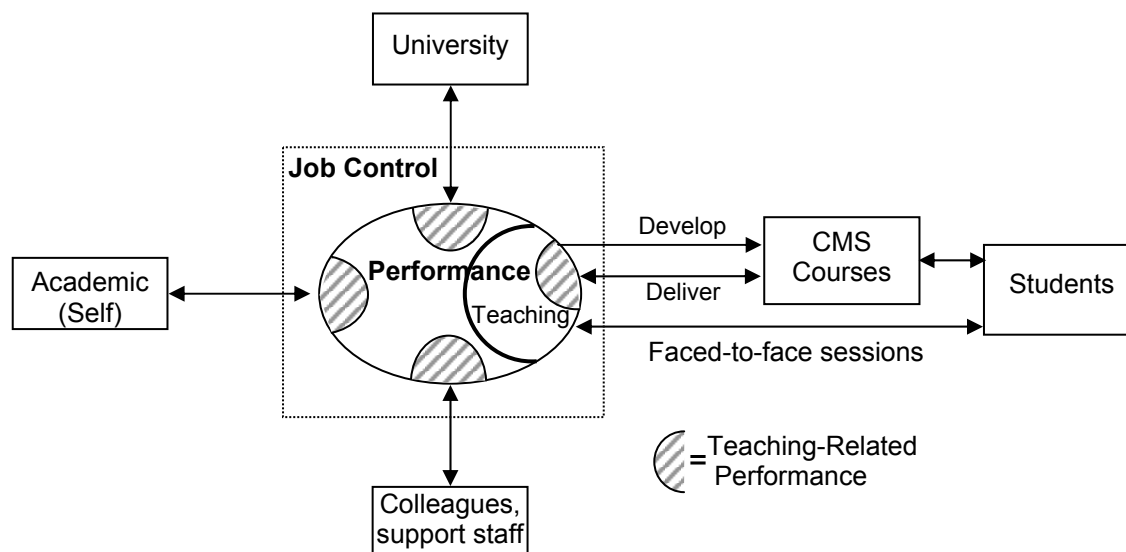 University
Job Control
Develop
CMS
Courses
Performance
Academic
(Self)
Deliver
Students
Teaching
Faced-to-face sessions
=Teaching-Related
Performance
Colleagues,
support staff